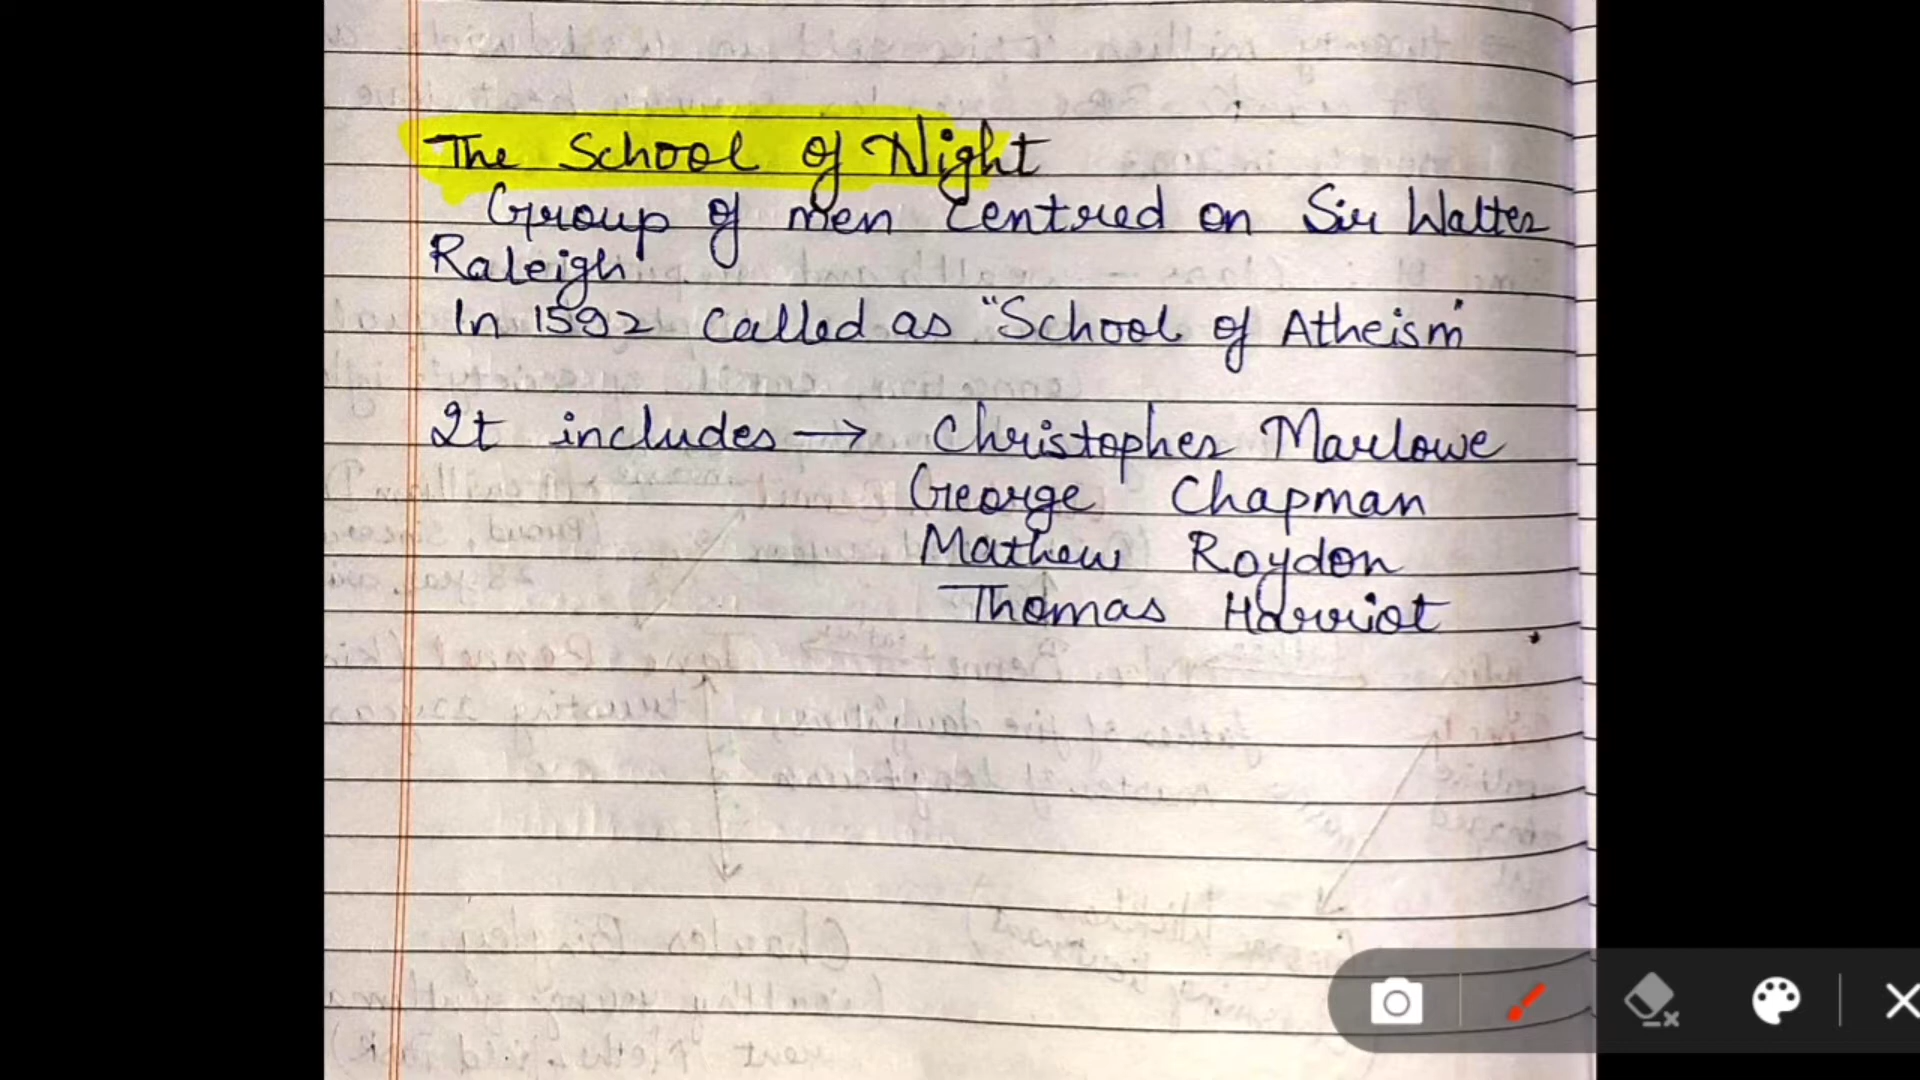 The School of Night
Group of men centred on Sir Walter
Raleigh
In 1592 called as "School of Atheism"
It includes → Christopher Marlowe
George Chapman
Mathew Roydon
Thomas Harriot